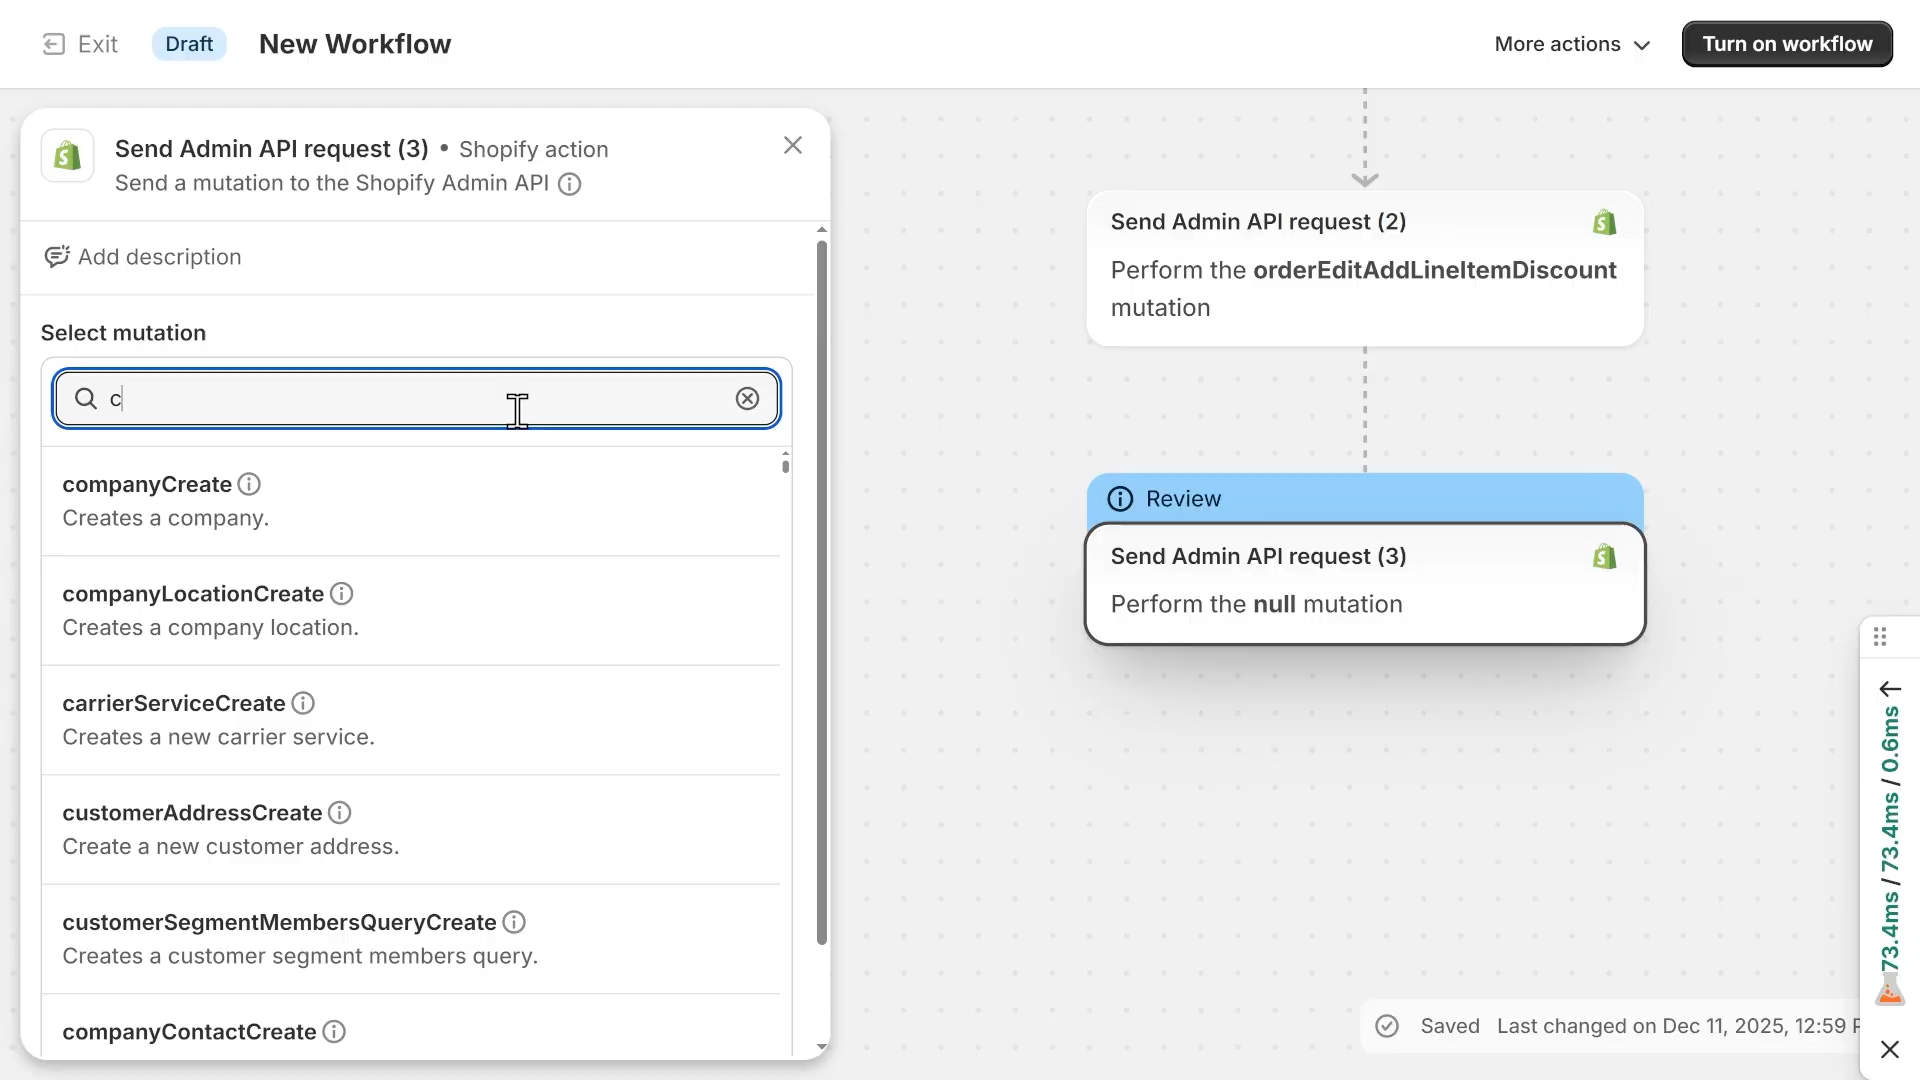 Exit
Draft
New Workflow
More actions
Turn on workflow
Send Admin API request (3) • Shopify action
Send a mutation to the Shopify Admin API
Add description
Select mutation
c
companyCreate
Creates a company.
companyLocationCreate
Creates a company location.
carrierServiceCreate
Creates a new carrier service.
customerAddressCreate
Create a new customer address.
customerSegmentMembersQueryCreate
Creates a customer segment members query.
companyContactCreate
Send Admin API request (2)
Perform the orderEditAddLineItemDiscount
mutation
Review
Send Admin API request (3)
Perform the null mutation
Saved Last changed on Dec 11, 2025, 12:59 P
73.4ms / 73.4ms / 0.6ms